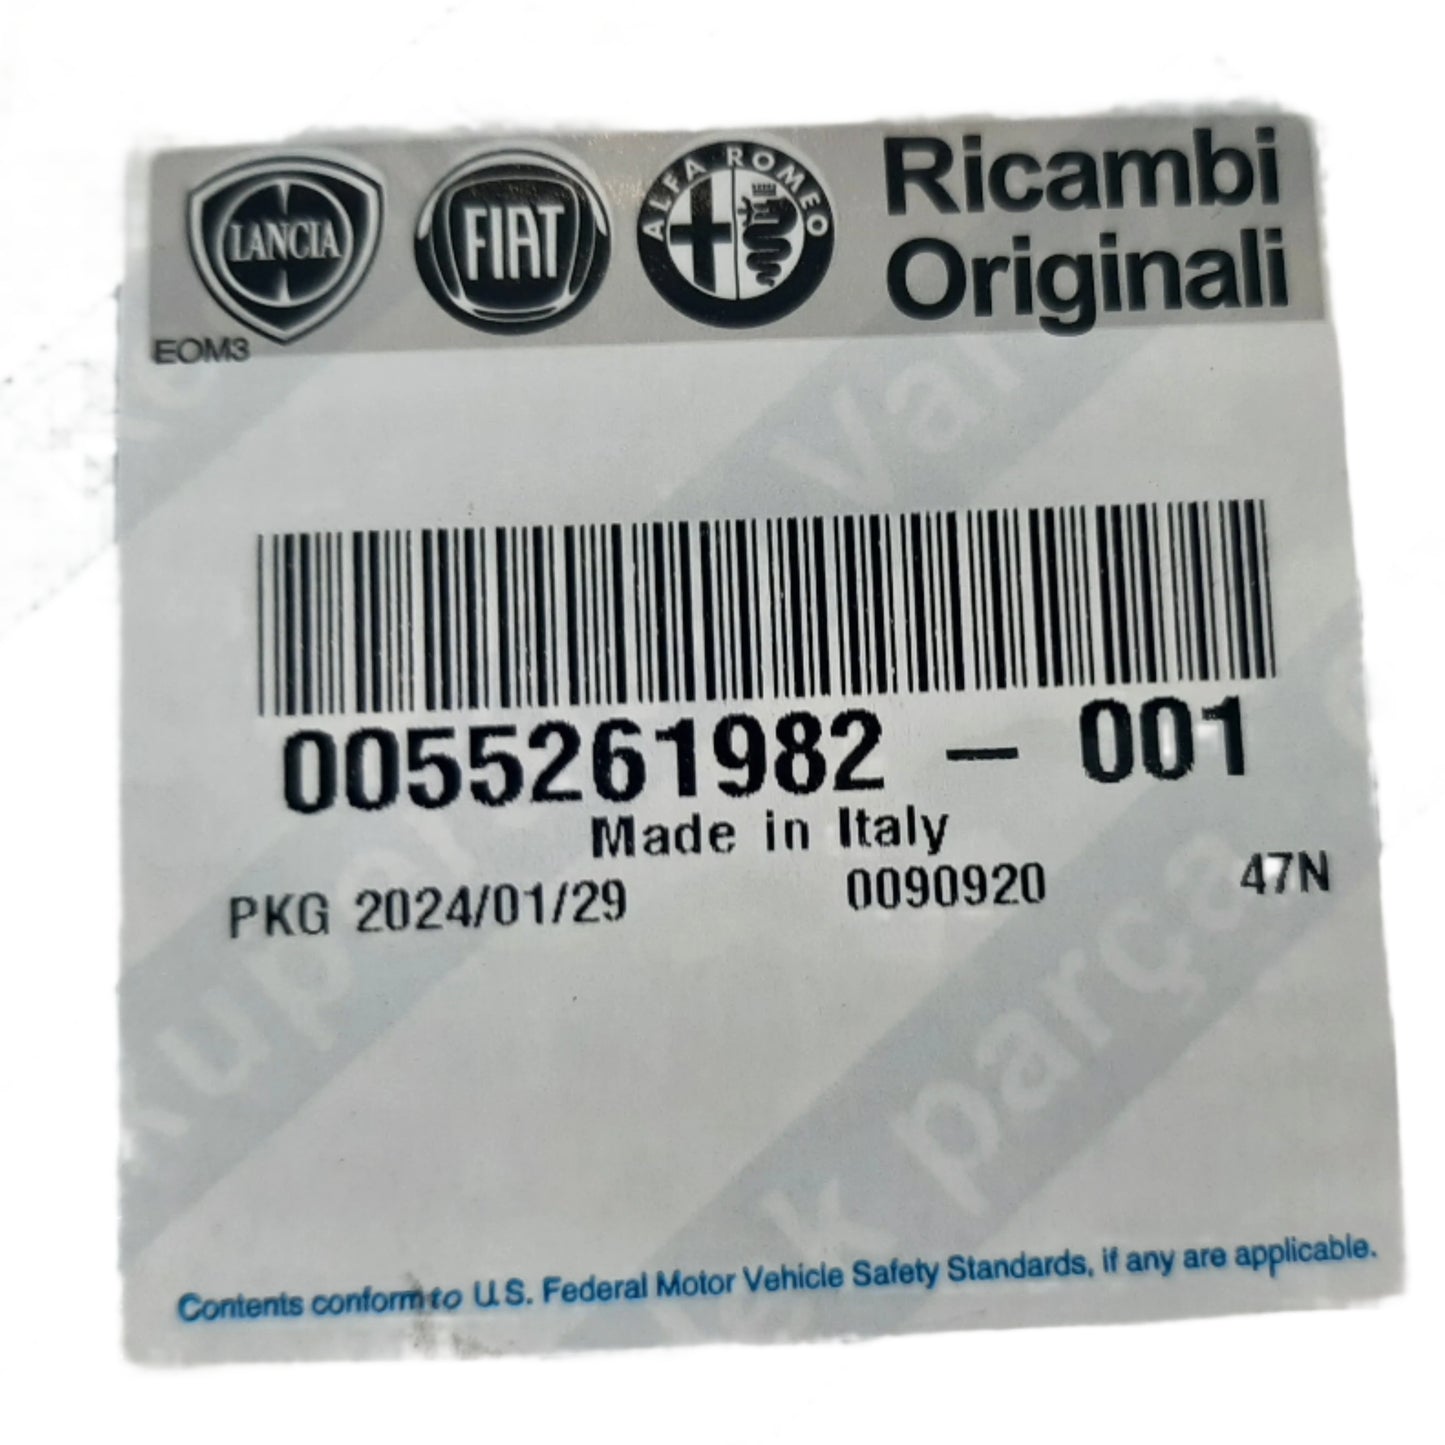 LANCIA
FIAT
ALFA ROMEO
Ricambi
Originali
EOM3
0055261982 - 001
Made in Italy
PKG 2024/01/29 0090920 47N
parça
Contents conform to U.S. Federal Motor Vehicle Safety Standards, if any are applicable.